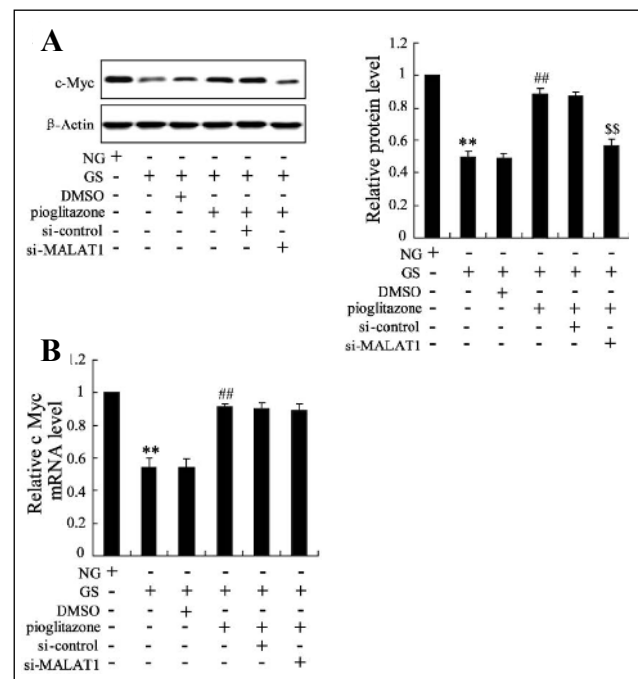 A
c-Myc
β-Actin
NG + - - - - -
GS - + + + + +
DMSO - - + - - -
pioglitazone - - - + + +
si-control - - - - + -
si-MALAT1 - - - - - +
Relative protein level
1.2
1
0.8
0.6
0.4
0.2
0
** ## $$
NG + - - - - -
GS - + + + + +
DMSO - - + - - -
pioglitazone - - - + + +
si-control - - - - + -
si-MALAT1 - - - - - +
B
Relative c Myc
mRNA level
1.2
1
0.8
0.6
0.4
0.2
0
** ##
NG + - - - - -
GS - + + + + +
DMSO - - + - - -
pioglitazone - - - + + +
si-control - - - - + -
si-MALAT1 - - - - - +